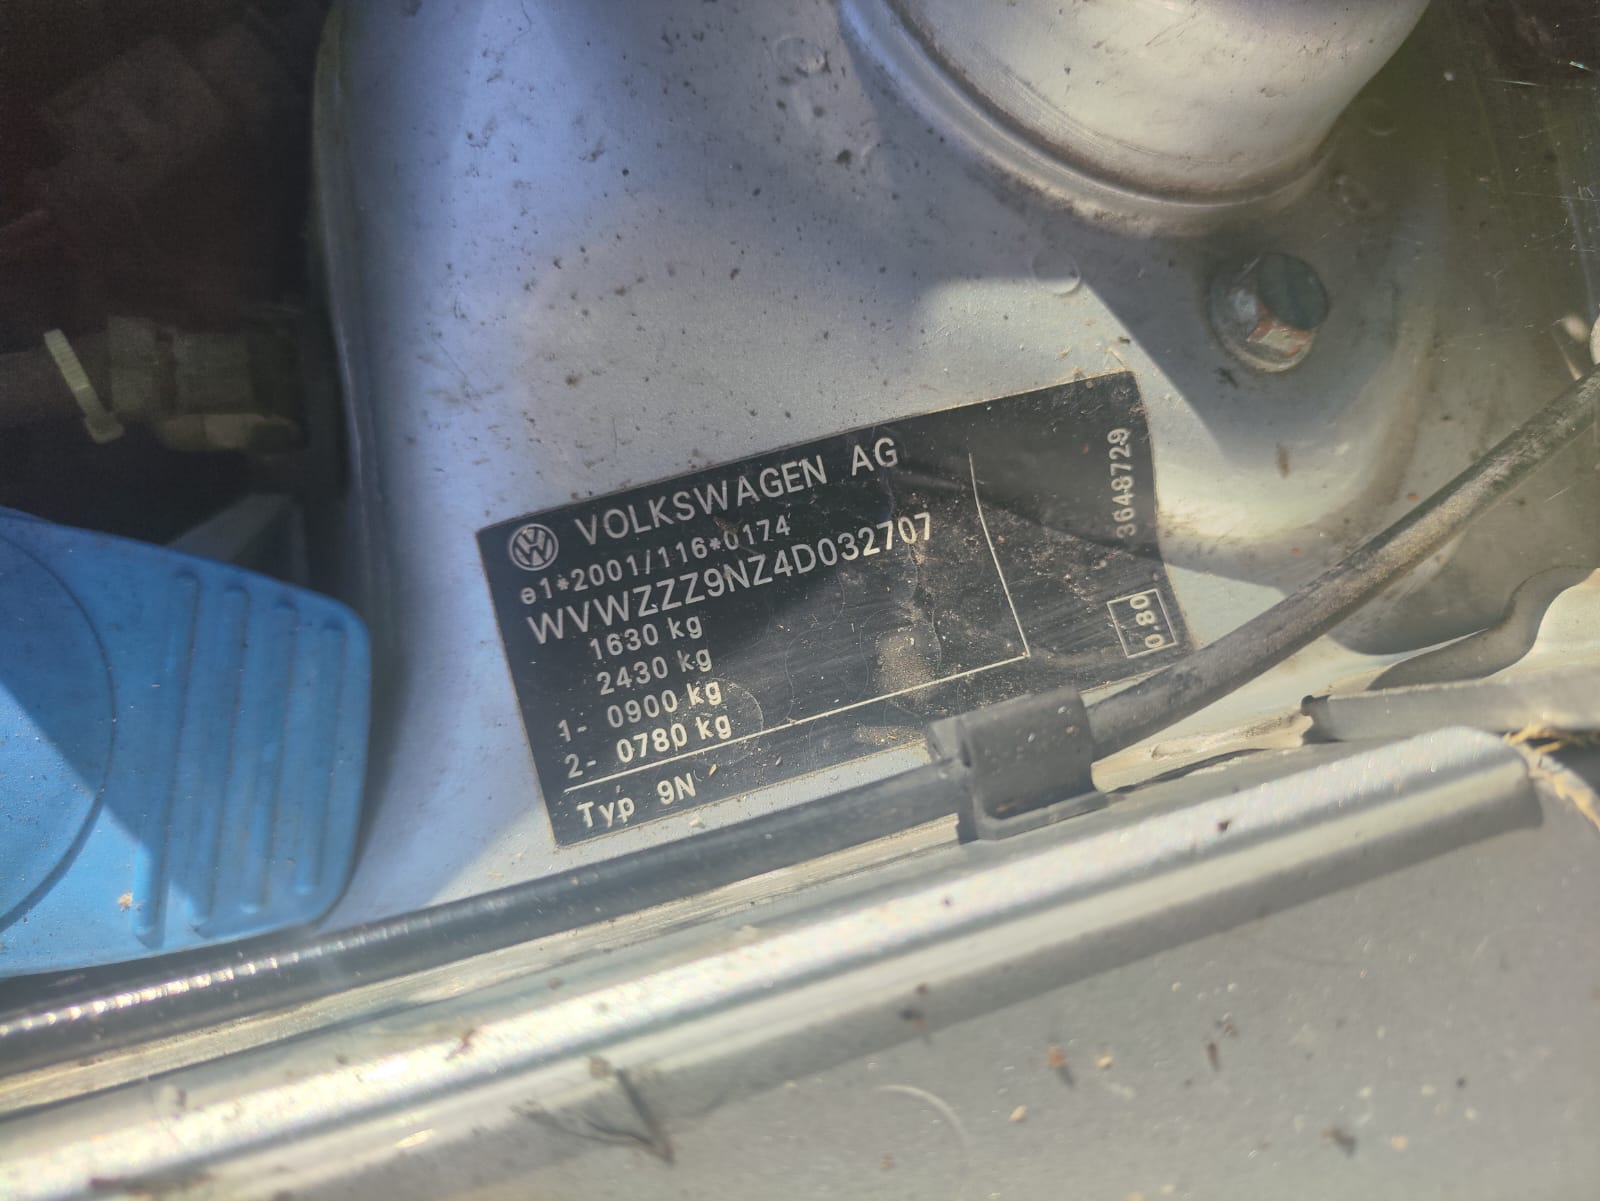 VOLKSWAGEN AG
e1*2001/116*0174
WVWZZZ9NZ4D032707
1630 kg
2430 kg
1- 0900 kg
2- 0780 kg
Typ 9N
3648729
0.80